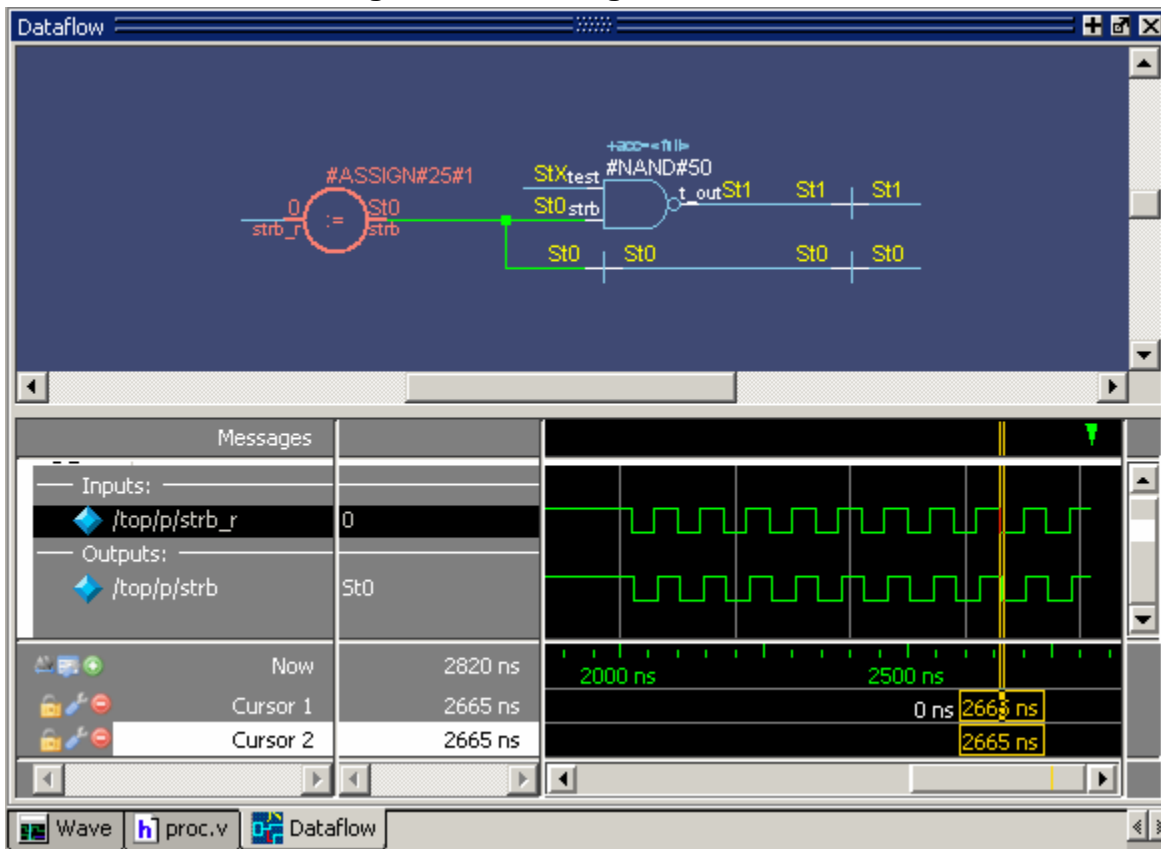 Dataflow
+acc=<full>
#ASSIGN#25#1
StX test #NAND#50
0 St0 St0 strb t_out St1 St1 St1
strb_r := strb
St0 St0 St0 St0
Messages
Inputs:
/top/p/strb_r 0
Outputs:
/top/p/strb St0
Now 2820 ns 2000 ns 2500 ns
Cursor 1 2665 ns 0 ns 2665 ns
Cursor 2 2665 ns 2665 ns
Wave h proc.v Dataflow